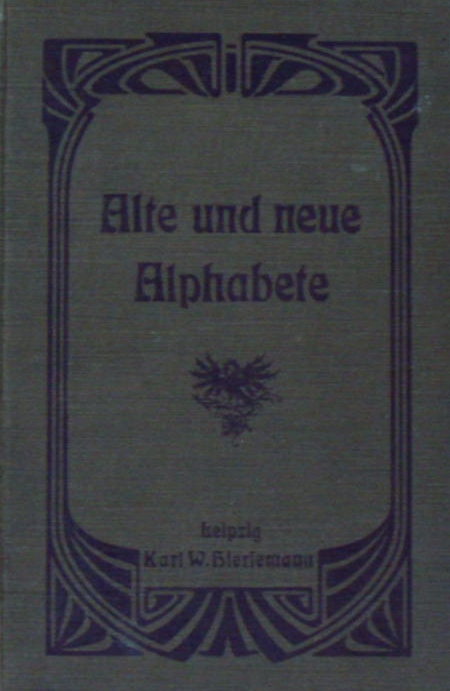 Alte und neue
Alphabete
Leipzig
Karl W. Hiersemann